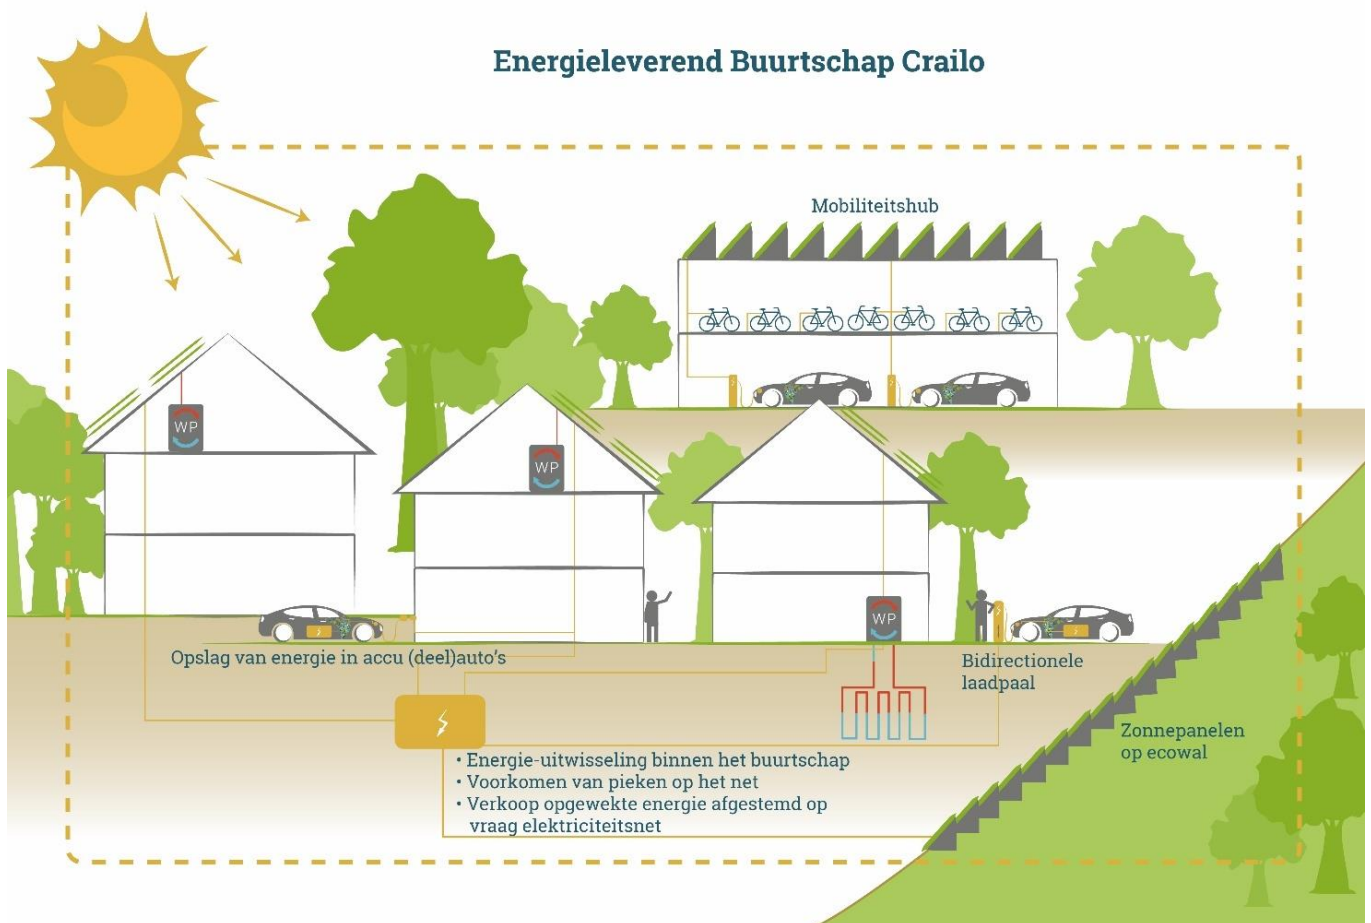 Energieleverend Buurtschap Crailo
Mobiliteitshub
WP
WP
WP
Opslag van energie in accu (deel)auto's
Bidirectionele
laadpaal
Zonnepanelen
op ecowal
• Energie-uitwisseling binnen het buurtschap
• Voorkomen van pieken op het net
• Verkoop opgewekte energie afgestemd op
vraag elektriciteitsnet